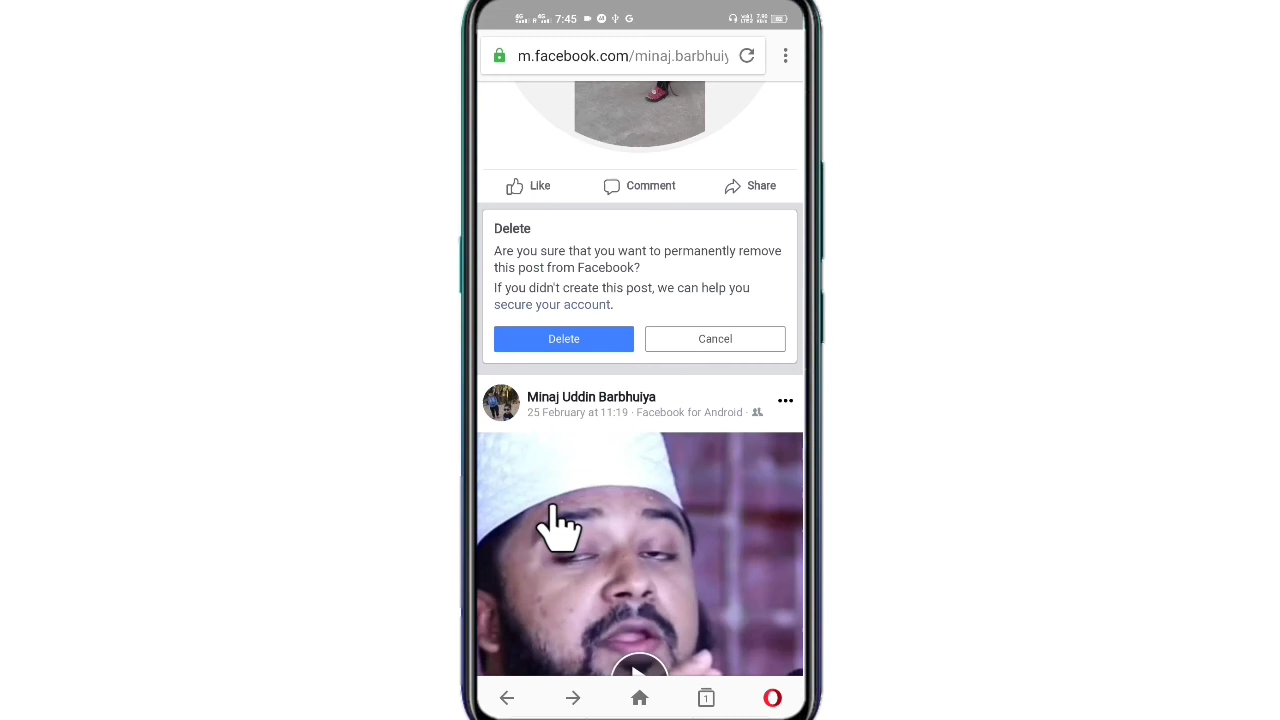 7:45
m.facebook.com/minaj.barbhuiy
Like Comment Share
Delete
Are you sure that you want to permanently remove
this post from Facebook?
If you didn't create this post, we can help you
secure your account.
Delete Cancel
Minaj Uddin Barbhuiya
25 February at 11:19 · Facebook for Android ·
1